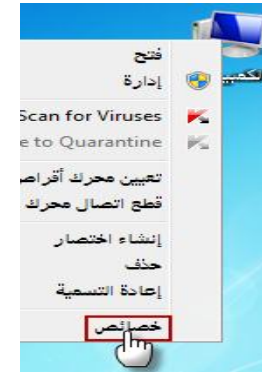 فتح
إدارة
Scan for Viruses
e to Quarantine
تعيين محرك أقراص
قطع اتصال محرك
إنشاء اختصار
حذف
إعادة التسمية
خصائص